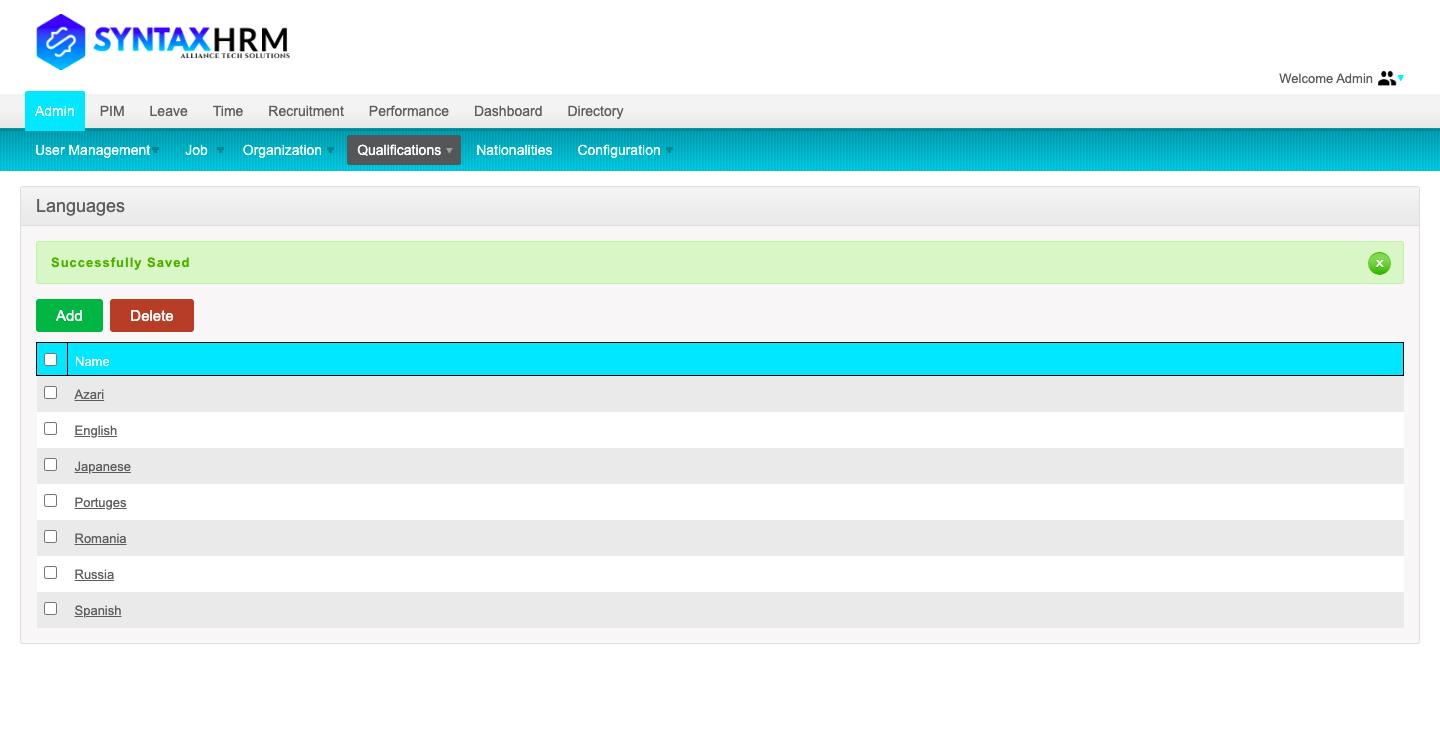 SYNTAXHRM
ALLIANCE TECH SOLUTIONS
Welcome Admin
Admin PIM Leave Time Recruitment Performance Dashboard Directory
User Management Job Organization Qualifications Nationalities Configuration
Languages
Successfully Saved
x
Add Delete
Name
Azari
English
Japanese
Portuges
Romania
Russia
Spanish